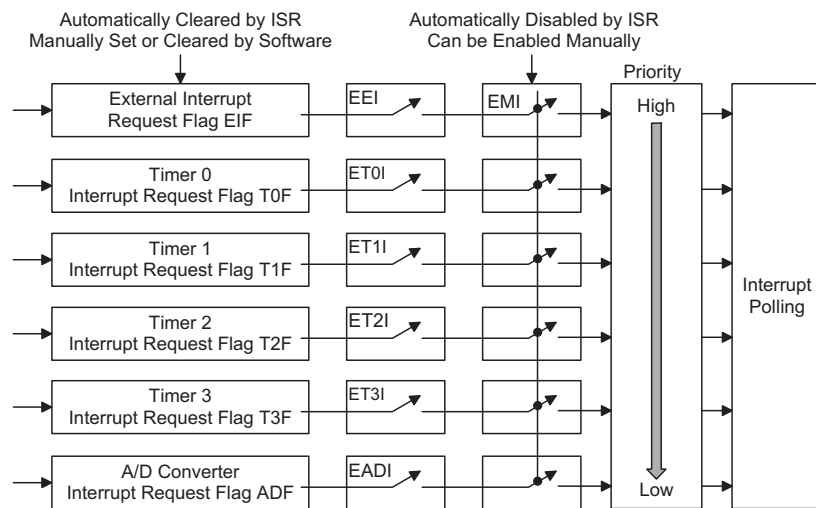 Automatically Cleared by ISR
Manually Set or Cleared by Software
Automatically Disabled by ISR
Can be Enabled Manually
Priority
External Interrupt
Request Flag EIF
EEI
EMI
High
Timer 0
Interrupt Request Flag T0F
ET0I
Timer 1
Interrupt Request Flag T1F
ET1I
Interrupt
Polling
Timer 2
Interrupt Request Flag T2F
ET2I
Timer 3
Interrupt Request Flag T3F
ET3I
A/D Converter
Interrupt Request Flag ADF
EADI
Low